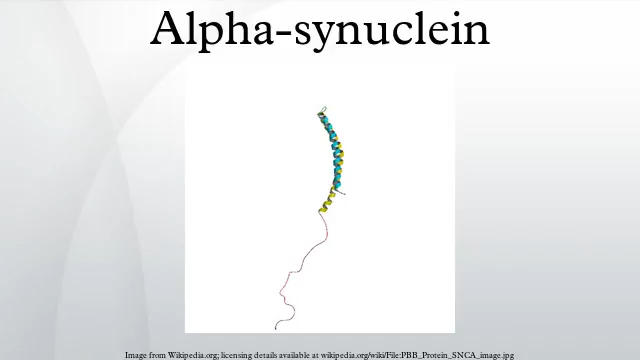 Alpha-synuclein
Image from Wikipedia.org; licensing details available at wikipedia.org/wiki/File:PBB_Protein_SNCA_image.jpg